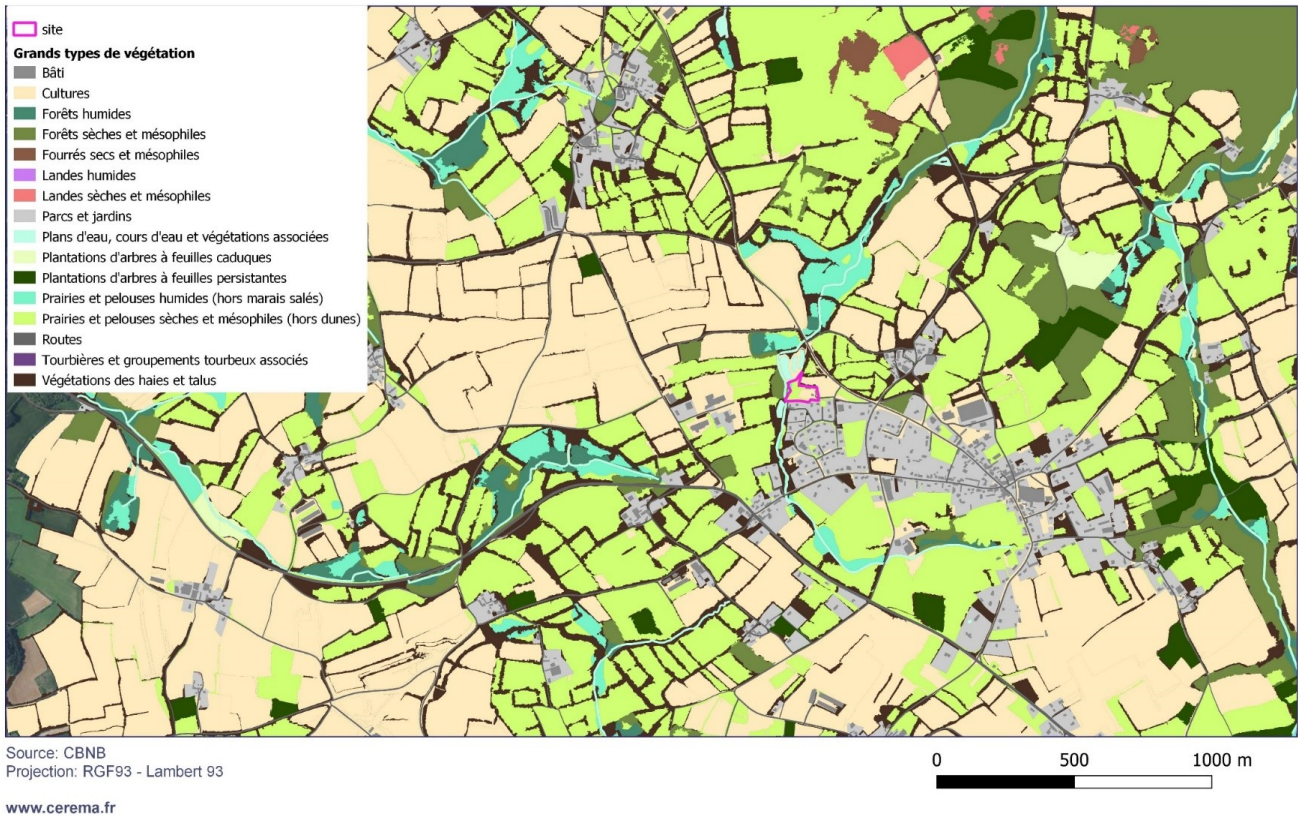 site
Grands types de végétation
Bâti
Cultures
Forêts humides
Forêts sèches et mésophiles
Fourrés secs et mésophiles
Landes humides
Landes sèches et mésophiles
Parcs et jardins
Plans d'eau, cours d'eau et végétations associées
Plantations d'arbres à feuilles caduques
Plantations d'arbres à feuilles persistantes
Prairies et pelouses humides (hors marais salés)
Prairies et pelouses sèches et mésophiles (hors dunes)
Routes
Tourbières et groupements tourbeux associés
Végétations des haies et talus
Source: CBNB
Projection: RGF93 - Lambert 93
www.cerema.fr
0 500 1000 m